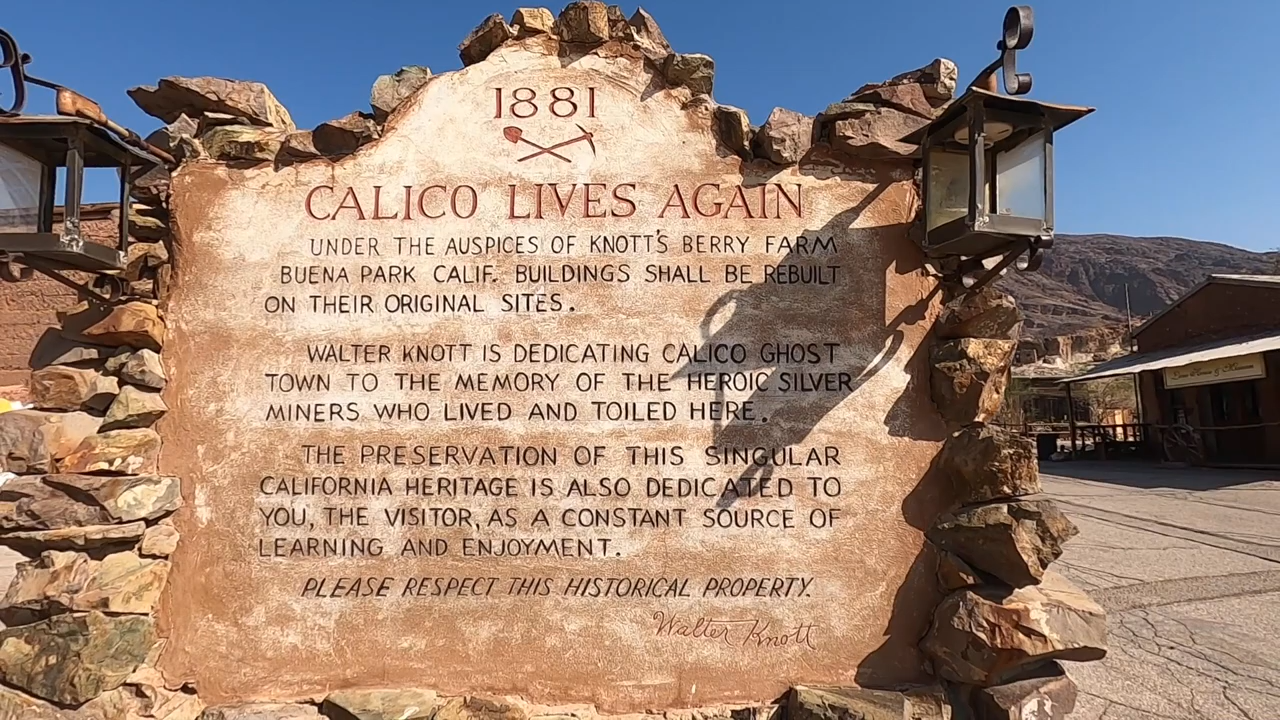 1881
CALICO LIVES AGAIN
UNDER THE AUSPICES OF KNOTT'S BERRY FARM
BUENA PARK CALIF. BUILDINGS SHALL BE REBUILT
ON THEIR ORIGINAL SITES.
WALTER KNOTT IS DEDICATING CALICO GHOST
TOWN TO THE MEMORY OF THE HEROIC SILVER
MINERS WHO LIVED AND TOILED HERE.
THE PRESERVATION OF THIS SINGULAR
CALIFORNIA HERITAGE IS ALSO DEDICATED TO
YOU, THE VISITOR, AS A CONSTANT SOURCE OF
LEARNING AND ENJOYMENT.
PLEASE RESPECT THIS HISTORICAL PROPERTY.
Walter Knott